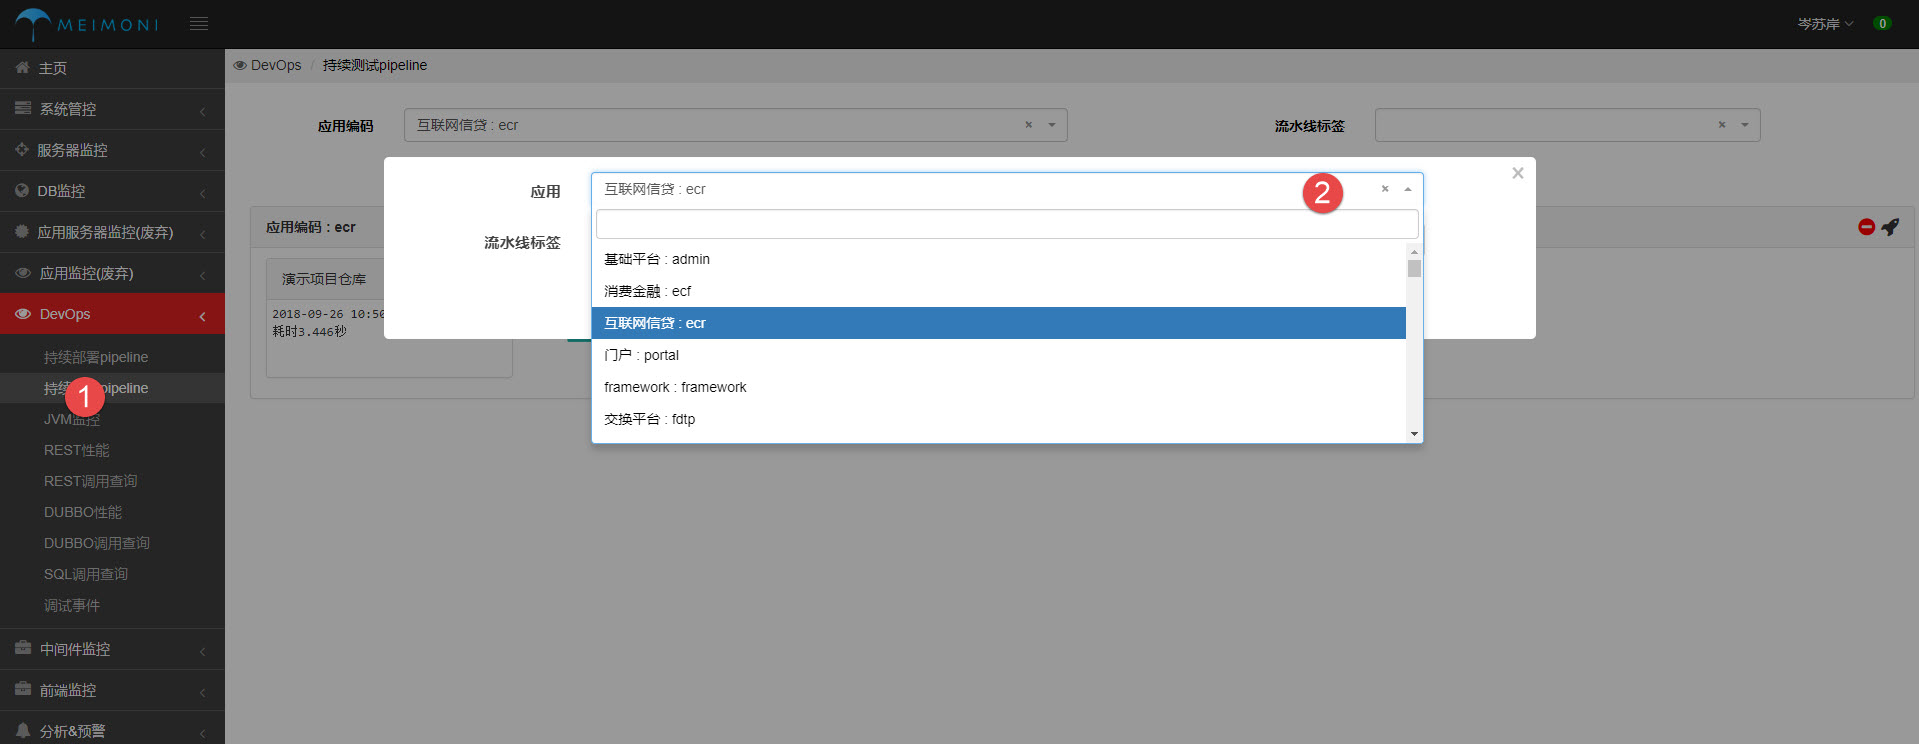 MEIMONI
岑苏岸
0
主页
系统管控
服务器监控
DB监控
应用服务器监控(废弃)
应用监控(废弃)
DevOps
持续部署pipeline
持续 pipeline
1
JVM监控
REST性能
REST调用查询
DUBBO性能
DUBBO调用查询
SQL调用查询
调试事件
中间件监控
前端监控
分析&预警
DevOps / 持续测试pipeline
应用编码
互联网信贷 : ecr
×
流水线标签
×
×
应用
互联网信贷 : ecr
2
×
流水线标签
基础平台 : admin
消费金融 : ecf
互联网信贷 : ecr
门户 : portal
framework : framework
交换平台 : fdtp
应用编码 : ecr
演示项目仓库
2018-09-26 10:50
耗时3.446秒